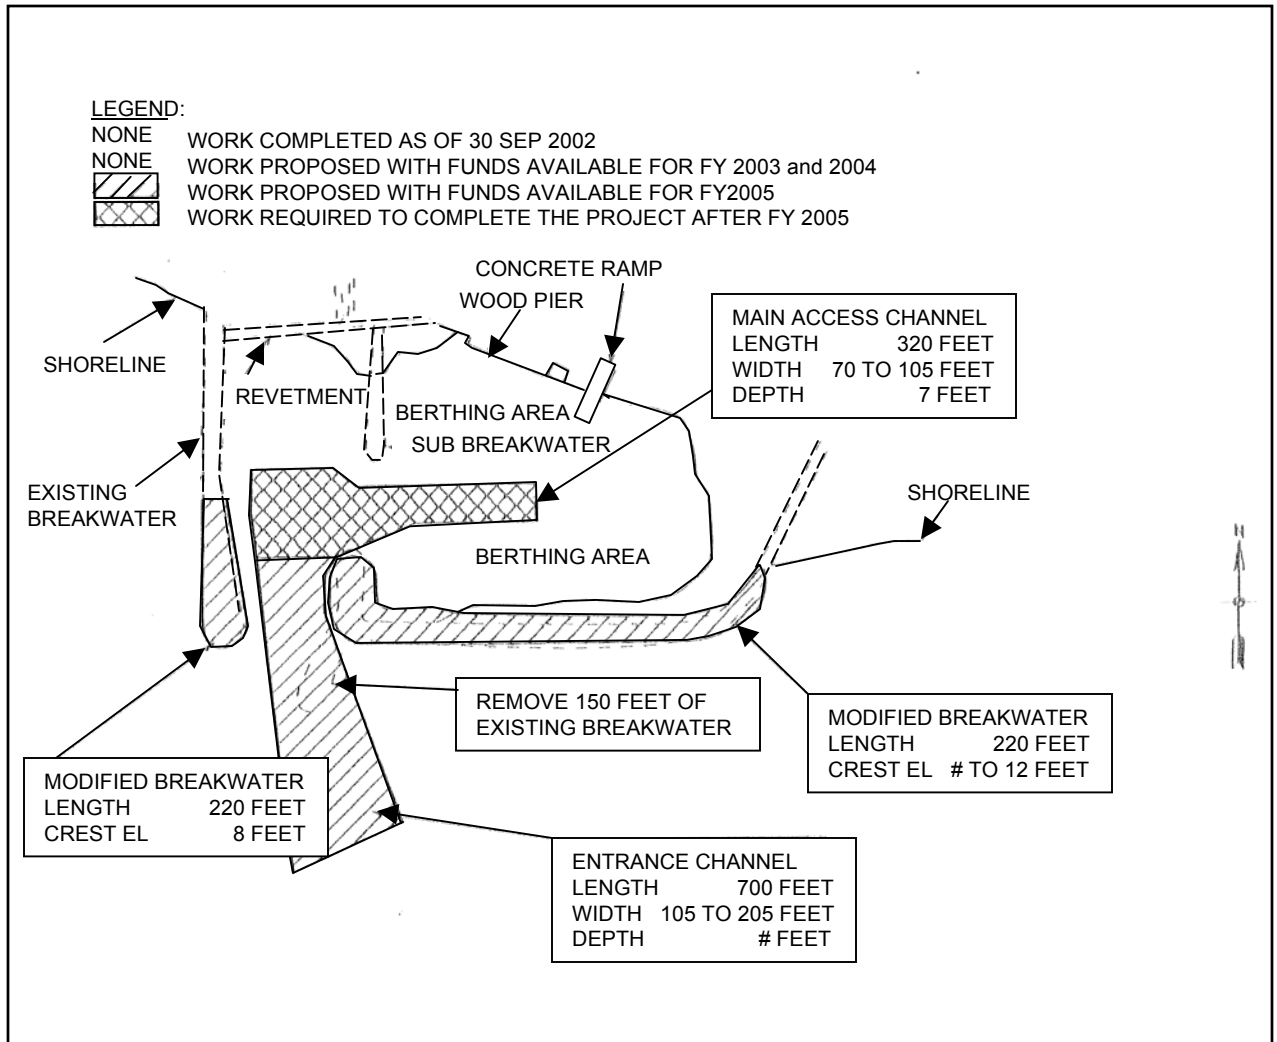 LEGEND:
NONE WORK COMPLETED AS OF 30 SEP 2002
NONE WORK PROPOSED WITH FUNDS AVAILABLE FOR FY 2003 and 2004
WORK PROPOSED WITH FUNDS AVAILABLE FOR FY2005
WORK REQUIRED TO COMPLETE THE PROJECT AFTER FY 2005
CONCRETE RAMP
WOOD PIER
MAIN ACCESS CHANNEL
LENGTH 320 FEET
WIDTH 70 TO 105 FEET
DEPTH 7 FEET
SHORELINE
REVETMENT
BERTHING AREA
SUB BREAKWATER
EXISTING
BREAKWATER
SHORELINE
BERTHING AREA
N
REMOVE 150 FEET OF
EXISTING BREAKWATER
MODIFIED BREAKWATER
LENGTH 220 FEET
CREST EL # TO 12 FEET
MODIFIED BREAKWATER
LENGTH 220 FEET
CREST EL 8 FEET
ENTRANCE CHANNEL
LENGTH 700 FEET
WIDTH 105 TO 205 FEET
DEPTH # FEET